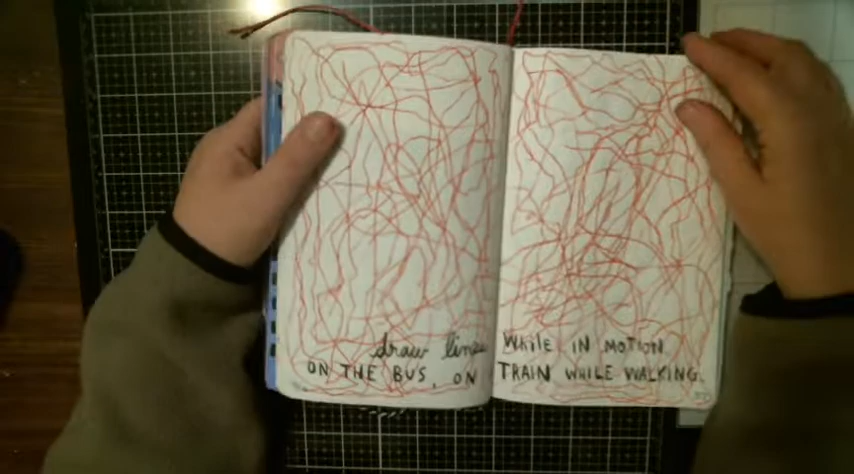 draw lines While IN MOTION
ON THE BUS, ON TRAIN WHILE WALKING.